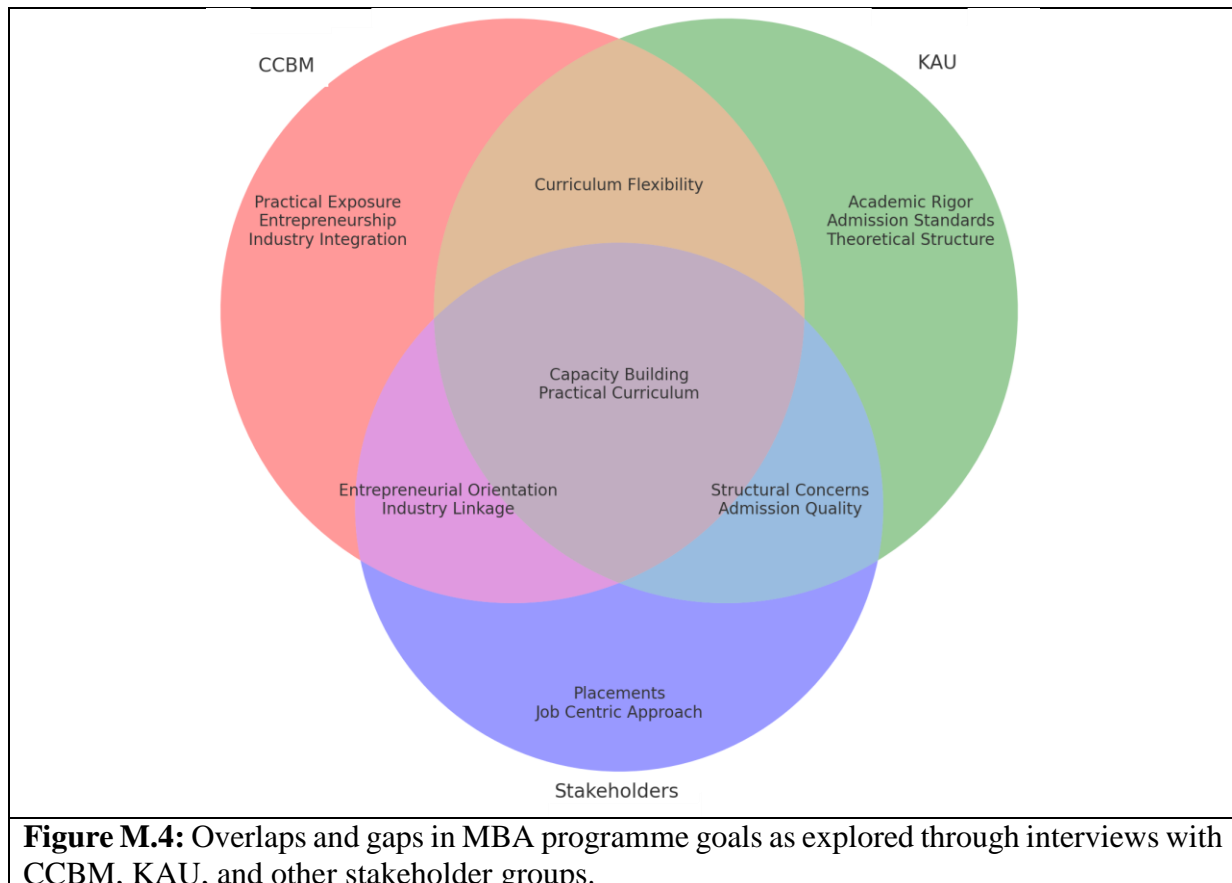 CCBM
KAU
Curriculum Flexibility
Practical Exposure
Entrepreneurship
Industry Integration
Academic Rigor
Admission Standards
Theoretical Structure
Capacity Building
Practical Curriculum
Entrepreneurial Orientation
Industry Linkage
Structural Concerns
Admission Quality
Placements
Job Centric Approach
Stakeholders
Figure M.4: Overlaps and gaps in MBA programme goals as explored through interviews with
CCBM, KAU, and other stakeholder groups.